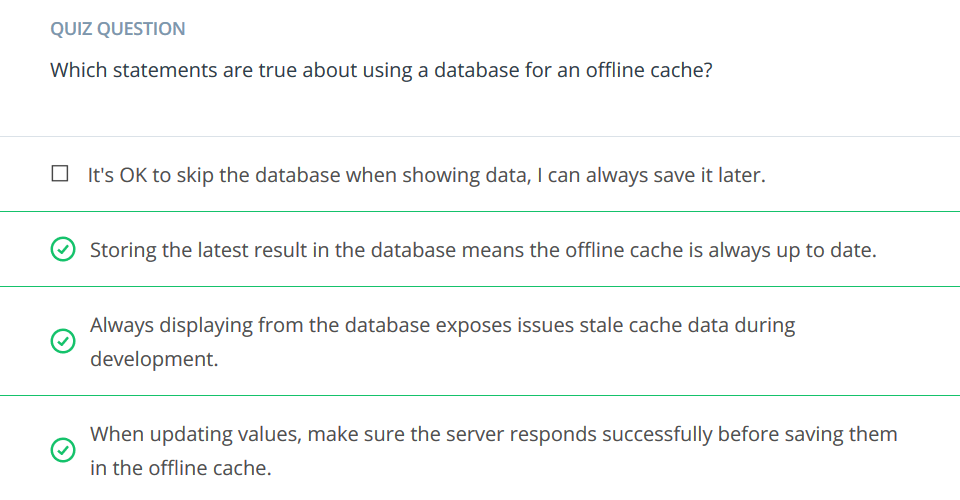 QUIZ QUESTION
Which statements are true about using a database for an offline cache?
It's OK to skip the database when showing data, I can always save it later.
Storing the latest result in the database means the offline cache is always up to date.
Always displaying from the database exposes issues stale cache data during
development.
When updating values, make sure the server responds successfully before saving them
in the offline cache.